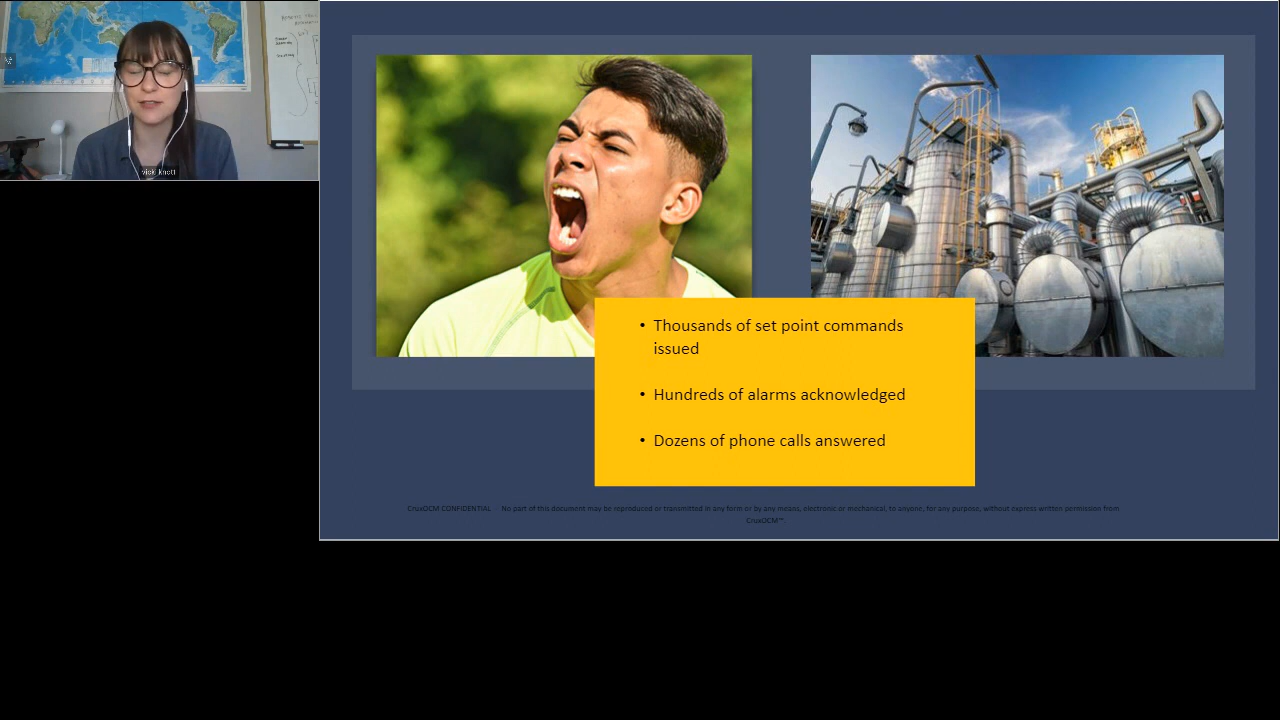 vicki knott
• Thousands of set point commands
issued
• Hundreds of alarms acknowledged
• Dozens of phone calls answered
CruxOCM CONFIDENTIAL - No part of this document may be reproduced or transmitted in any form or by any means, electronic or mechanical, to anyone, for any purpose, without express written permission from
CruxOCM™.